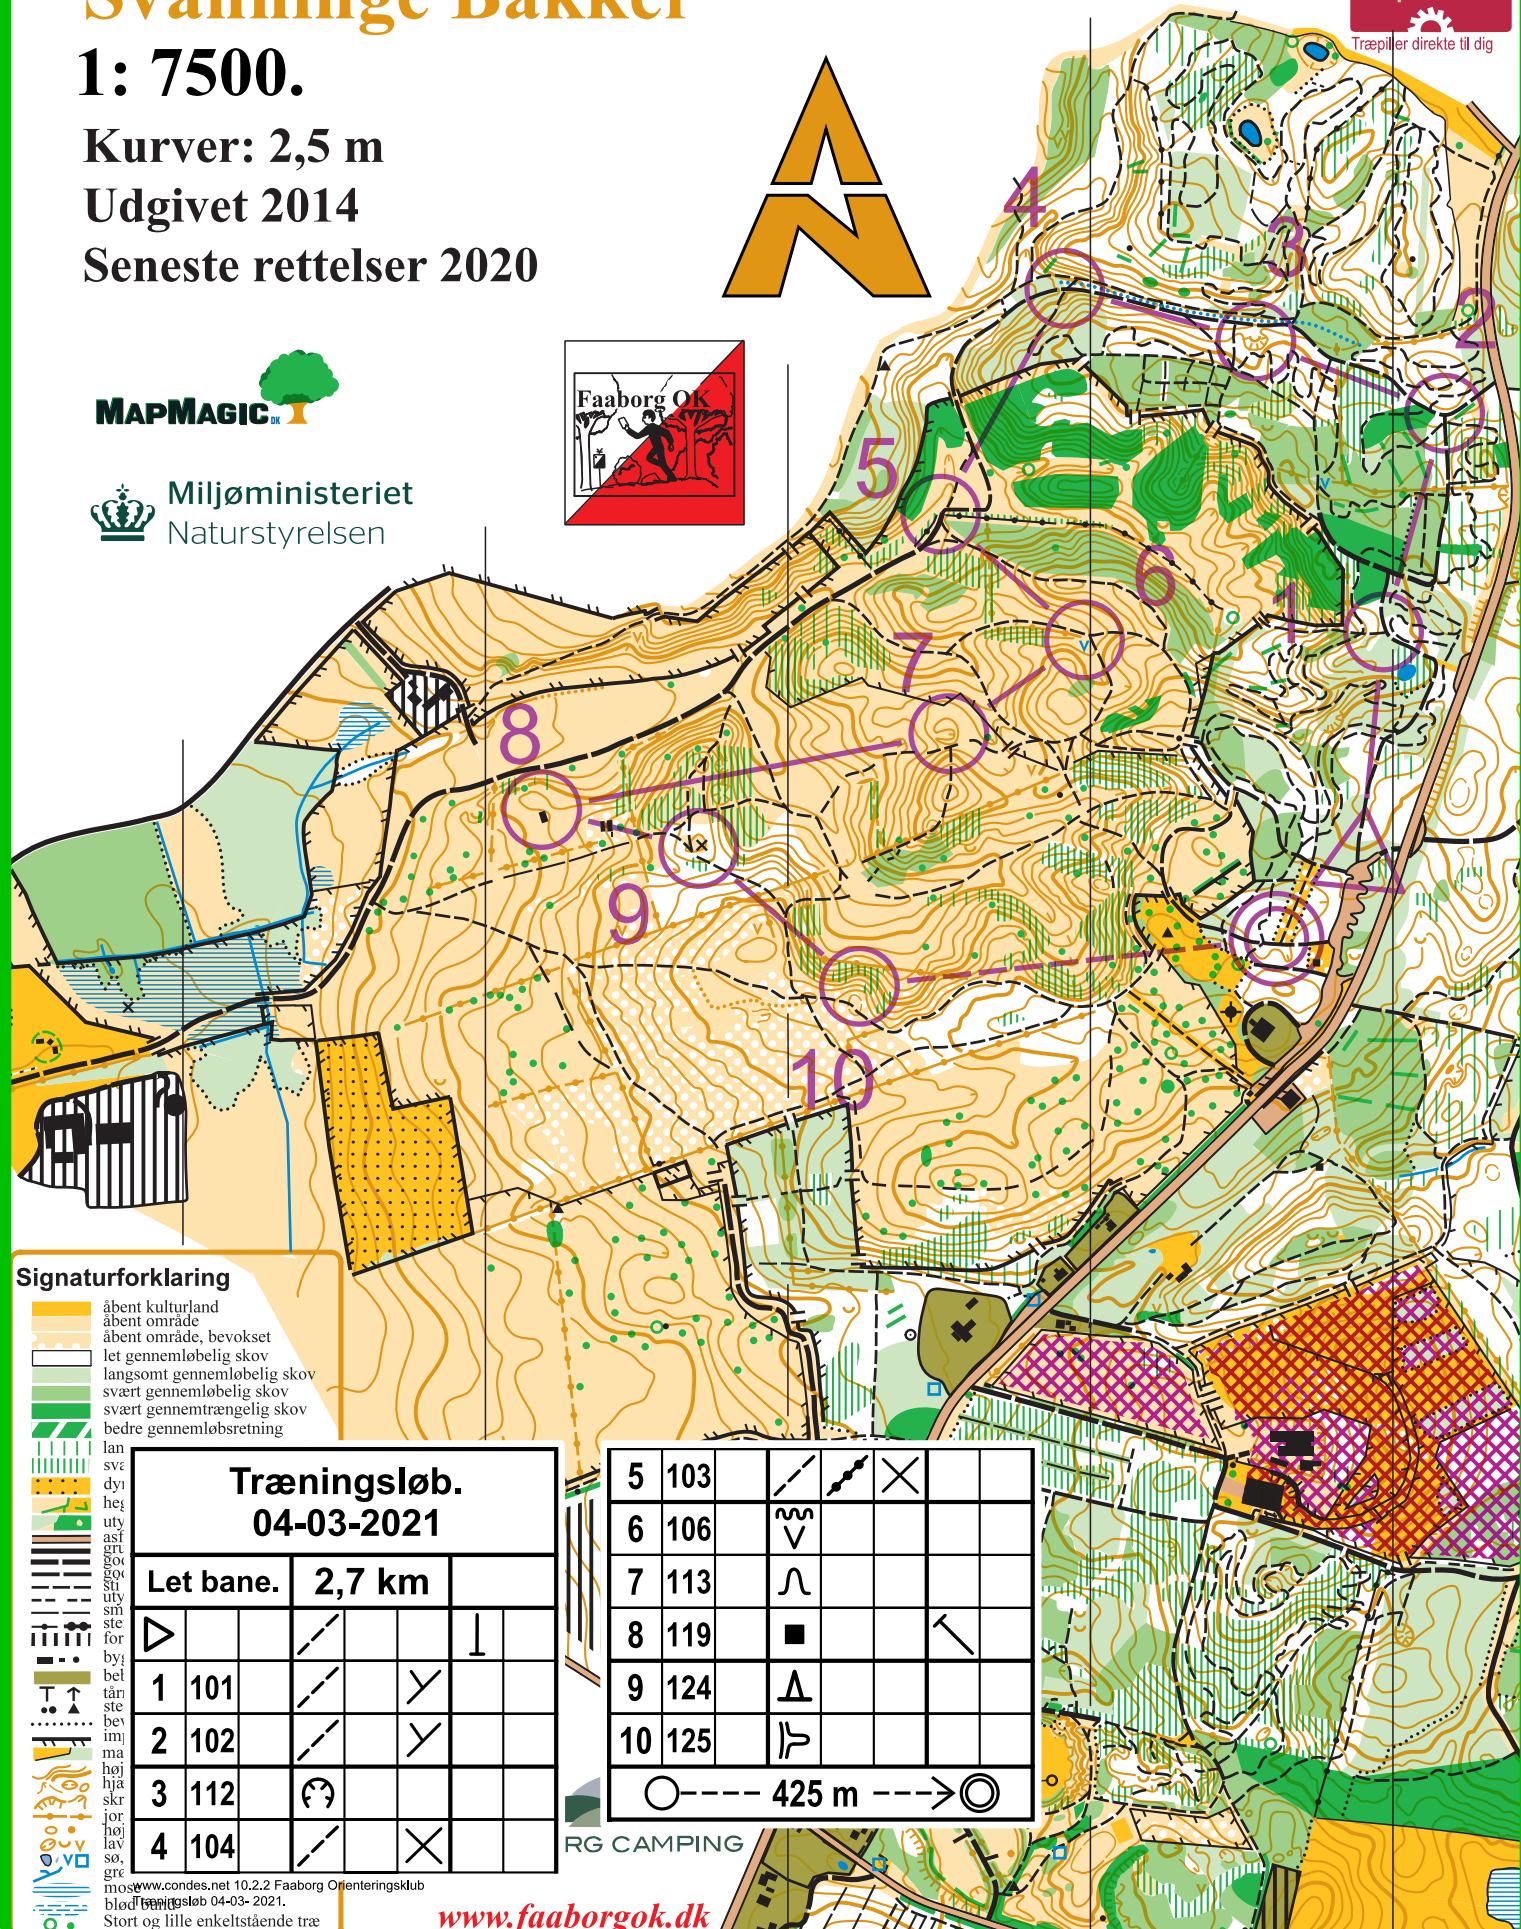 Svanninge Bakker
1: 7500.
Kurver: 2,5 m
Udgivet 2014
Seneste rettelser 2020
Træpiller direkte til dig
MAPMAGIC.DK
Miljøministeriet
Naturstyrelsen
Faaborg OK
4
3
2
5
6
1
7
8
9
10
Signaturforklaring
åbent kulturland
åbent område
åbent område, bevokset
let gennemløbelig skov
langsomt gennemløbelig skov
svært gennemløbelig skov
svært gennemtrængelig skov
bedre gennemløbsretning
Træningsløb.
04-03-2021
Let bane. 2,7 km
1 101
2 102
3 112
4 104
5 103
6 106
7 113
8 119
9 124
10 125
425 m
RG CAMPING
www.condes.net 10.2.2 Faaborg Orienteringsklub
Træningsløb 04-03- 2021.
blød bund
Stort og lille enkeltstående træ
www.faaborgok.dk